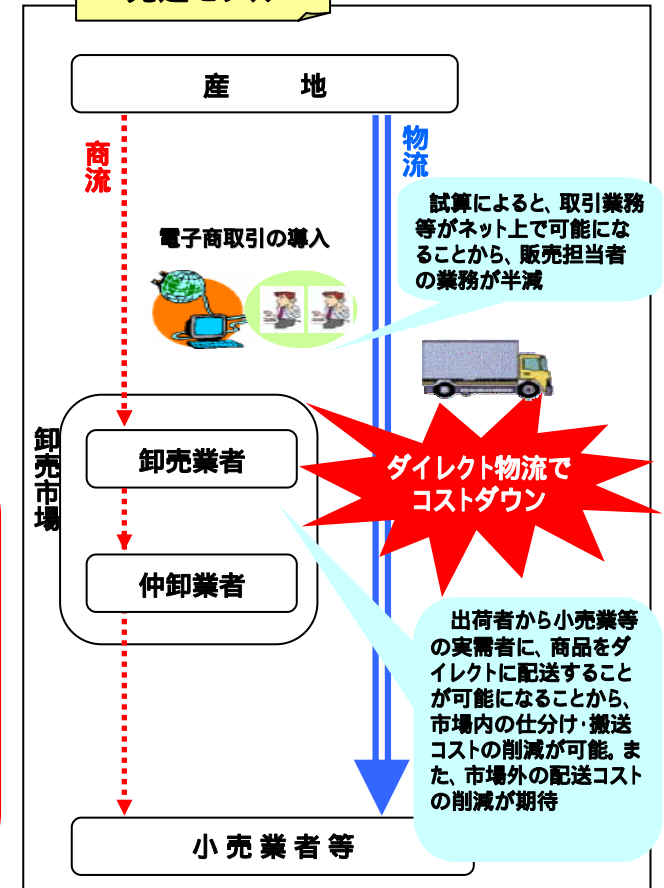 産　地
商流
物流
試算によると、取引業務
等がネット上で可能にな
ることから、販売担当者
の業務が半減
電子商取引の導入
卸売市場
卸売業者
ダイレクト物流で
コストダウン
仲卸業者
出荷者から小売業等
の実需者に、商品をダ
イレクトに配送すること
が可能になることから、
市場内の仕分け・搬送
コストの削減が可能。ま
た、市場外の配送コスト
の削減が期待
小売業者等